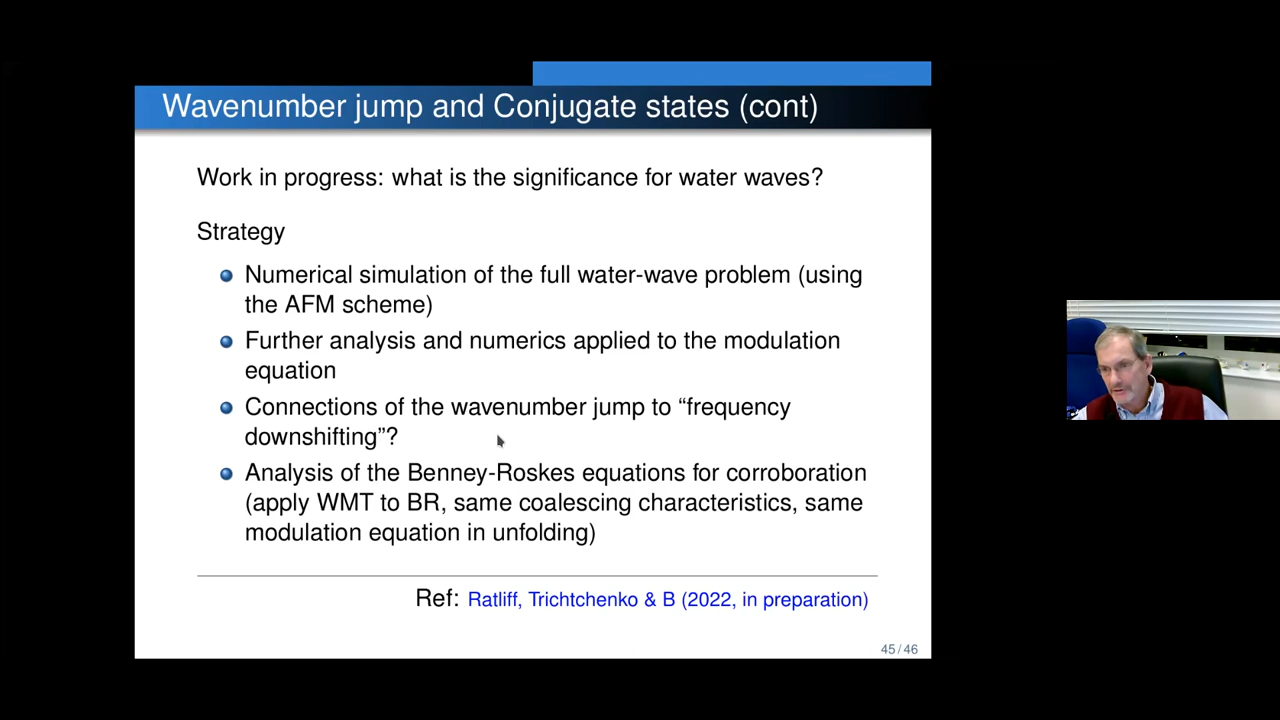 Wavenumber jump and Conjugate states (cont)
Work in progress: what is the significance for water waves?
Strategy
Numerical simulation of the full water-wave problem (using
the AFM scheme)
Further analysis and numerics applied to the modulation
equation
Connections of the wavenumber jump to “frequency
downshifting”?
Analysis of the Benney-Roskes equations for corroboration
(apply WMT to BR, same coalescing characteristics, same
modulation equation in unfolding)
Ref: Ratliff, Trichtchenko & B (2022, in preparation)
45 / 46